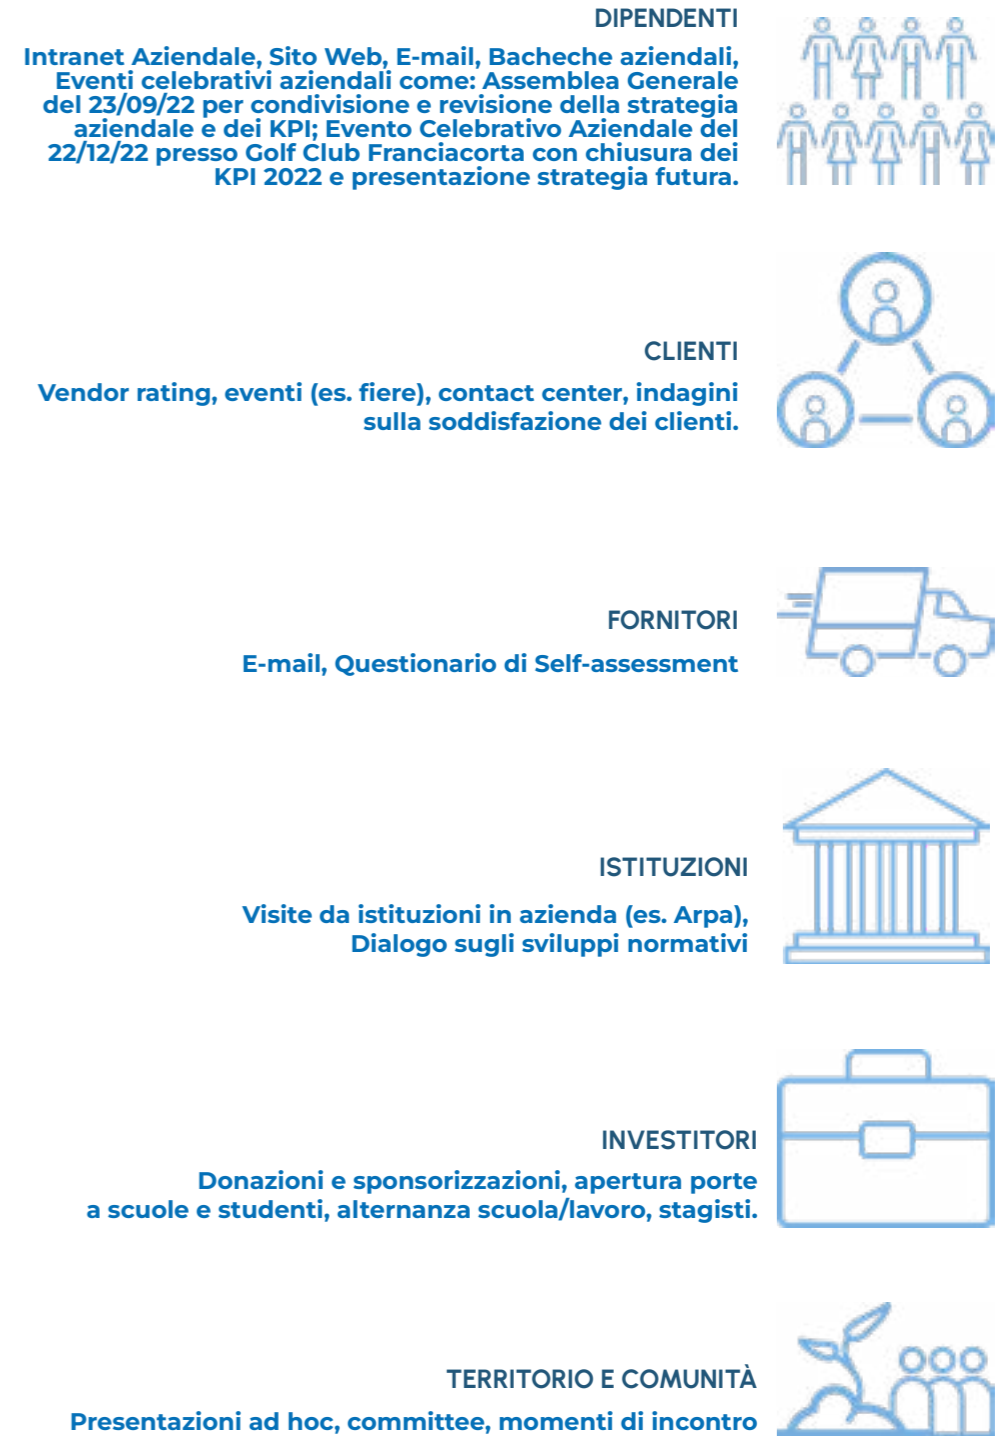 DIPENDENTI
Intranet Aziendale, Sito Web, E-mail, Bacheche aziendali,
Eventi celebrativi aziendali come: Assemblea Generale
del 23/09/22 per condivisione e revisione della strategia
aziendale e dei KPI; Evento Celebrativo Aziendale del
22/12/22 presso Golf Club Franciacorta con chiusura dei
KPI 2022 e presentazione strategia futura.
CLIENTI
Vendor rating, eventi (es. fiere), contact center, indagini
sulla soddisfazione dei clienti.
FORNITORI
E-mail, Questionario di Self-assessment
ISTITUZIONI
Visite da istituzioni in azienda (es. Arpa),
Dialogo sugli sviluppi normativi
INVESTITORI
Donazioni e sponsorizzazioni, apertura porte
a scuole e studenti, alternanza scuola/lavoro, stagisti.
TERRITORIO E COMUNITÀ
Presentazioni ad hoc, committee, momenti di incontro